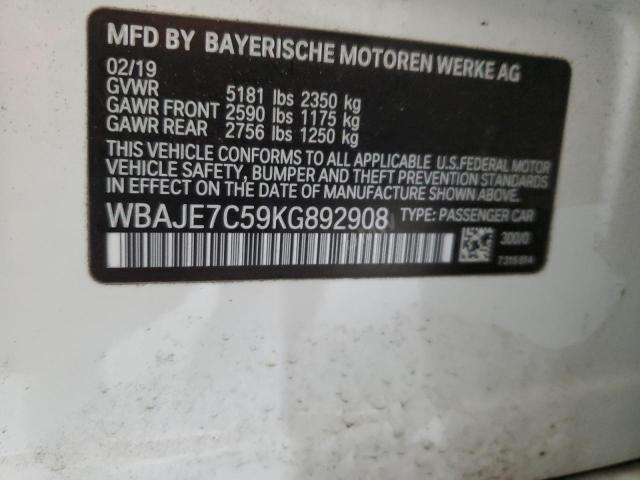 MFD BY BAYERISCHE MOTOREN WERKE AG
02/19
GVWR 5181 lbs 2350 kg
GAWR FRONT 2590 lbs 1175 kg
GAWR REAR 2756 lbs 1250 kg
THIS VEHICLE CONFORMS TO ALL APPLICABLE U.S.FEDERAL MOTOR
VEHICLE SAFETY, BUMPER AND THEFT PREVENTION STANDARDS
IN EFFECT ON THE DATE OF MANUFACTURE SHOWN ABOVE.
WBAJE7C59KG892908 TYPE: PASSENGER CAR
300/0